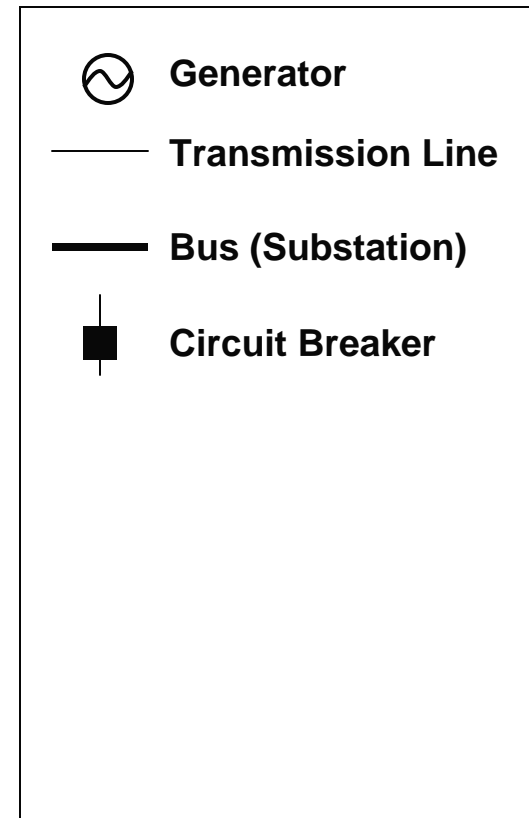 Generator
Transmission Line
Bus (Substation)
Circuit Breaker